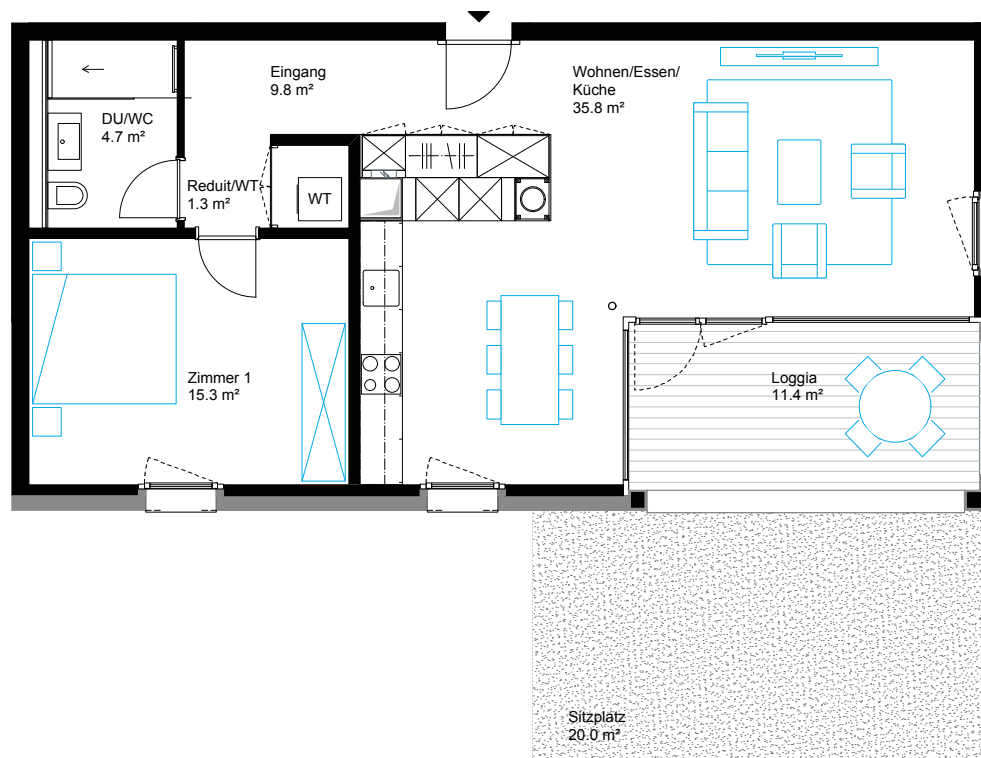 Eingang
9.8 m²
Wohnen/Essen/
Küche
35.8 m²
DU/WC
4.7 m²
Reduit/WT
1.3 m²
WT
Zimmer 1
15.3 m²
Loggia
11.4 m²
Sitzplatz
20.0 m²